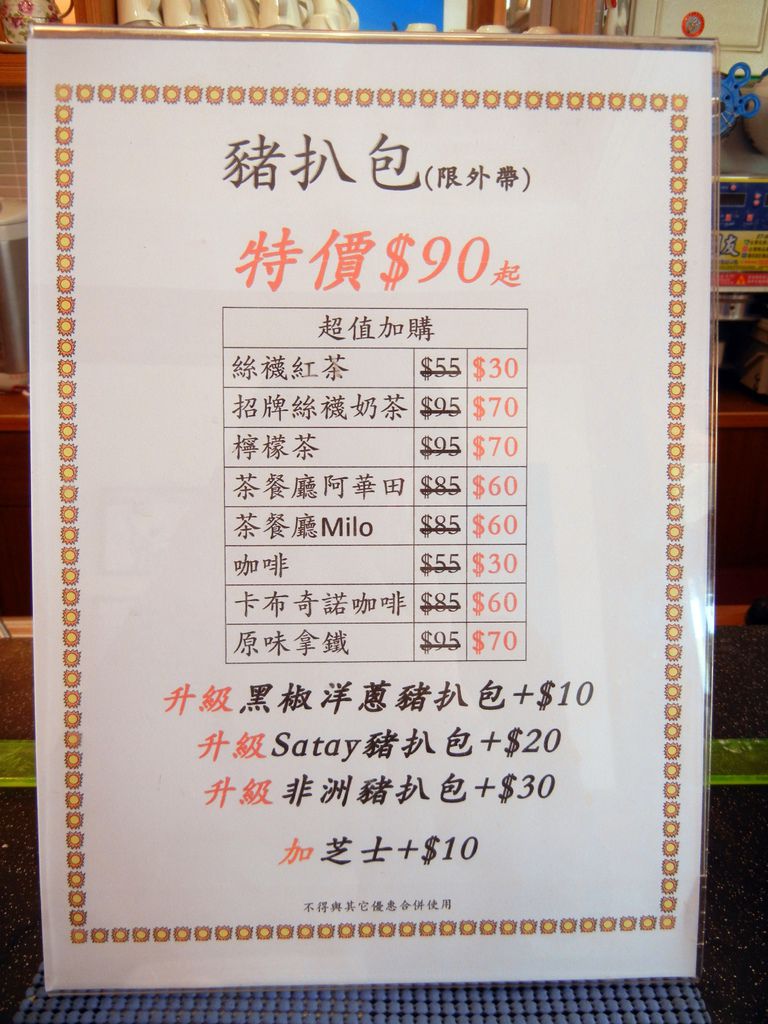 豬扒包(限外帶)
特價$90起
超值加購
絲襪紅茶 $55 $30
招牌絲襪奶茶 $95 $70
檸檬茶 $95 $70
茶餐廳阿華田 $85 $60
茶餐廳Milo $85 $60
咖啡 $55 $30
卡布奇諾咖啡 $85 $60
原味拿鐵 $95 $70
升級黑椒洋蔥豬扒包+$10
升級Satay豬扒包+$20
升級非洲豬扒包+$30
加芝士+$10
不得與其它優惠合併使用
友